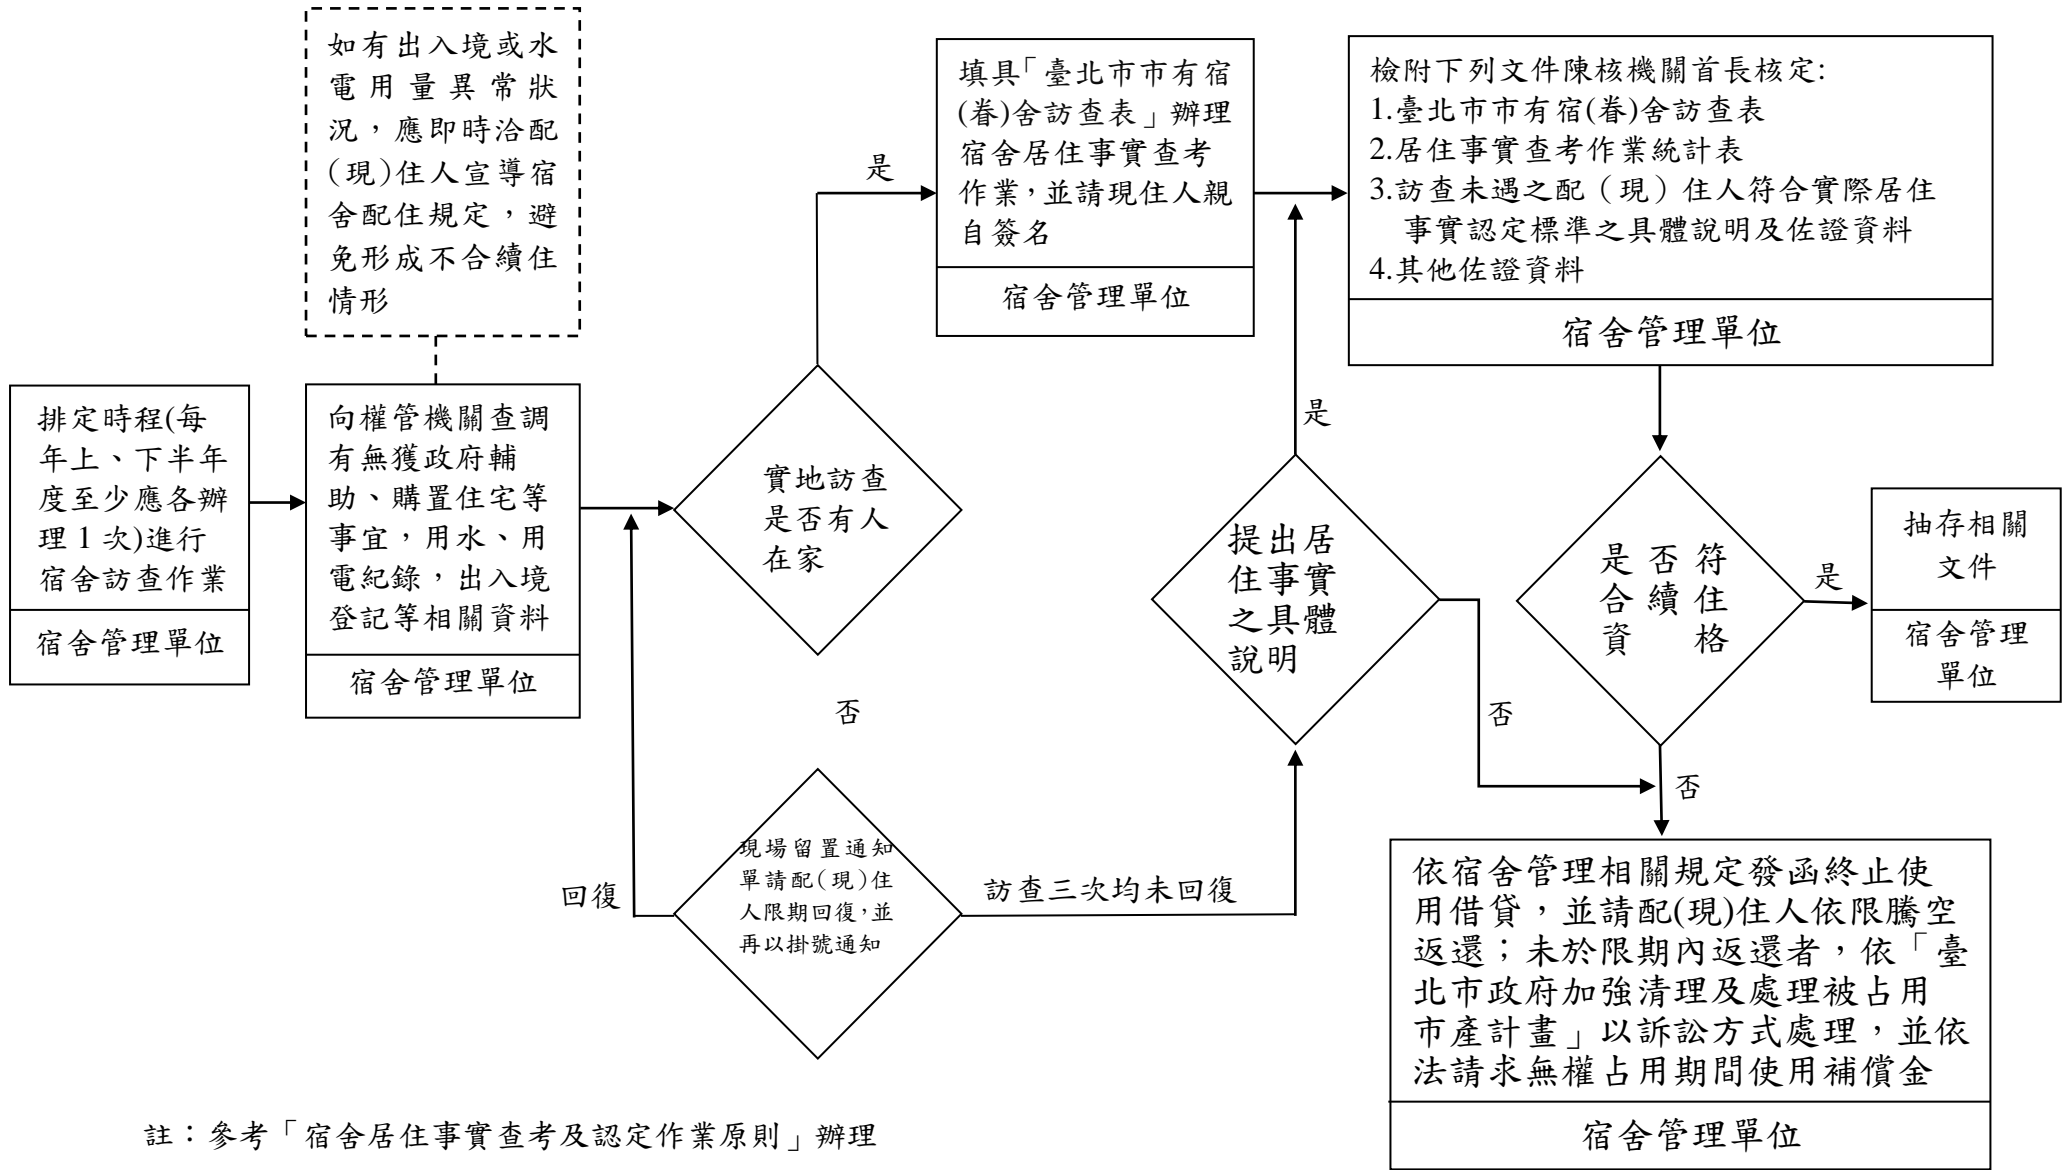 如有出入境或水
電用量異常狀
況，應即時洽配
(現)住人宣導宿
舍配住規定，避
免形成不合續住
情形
排定時程(每
年上、下半年
度至少應各辦
理 1 次)進行
宿舍訪查作業
宿舍管理單位
向權管機關查調
有無獲政府輔
助、購置住宅等
事宜，用水、用
電紀錄，出入境
登記等相關資料
宿舍管理單位
實地訪查
是否有人
在家
是
否
填具「臺北市市有宿
(眷)舍訪查表」辦理
宿舍居住事實查考
作業，並請現住人親
自簽名
宿舍管理單位
現場留置通知
單請配(現)住
人限期回復，並
再以掛號通知
回復
訪查三次均未回復
提出居
住事實
之具體
說明
是
否
檢附下列文件陳核機關首長核定:
1.臺北市市有宿(眷)舍訪查表
2.居住事實查考作業統計表
3.訪查未遇之配（現）住人符合實際居住
事實認定標準之具體說明及佐證資料
4.其他佐證資料
宿舍管理單位
是否符
合續住
資格
是
否
抽存相關
文件
宿舍管理
單位
依宿舍管理相關規定發函終止使
用借貸，並請配(現)住人依限騰空
返還；未於限期內返還者，依「臺
北市政府加強清理及處理被占用
市產計畫」以訴訟方式處理，並依
法請求無權占用期間使用補償金
宿舍管理單位
註：參考「宿舍居住事實查考及認定作業原則」辦理